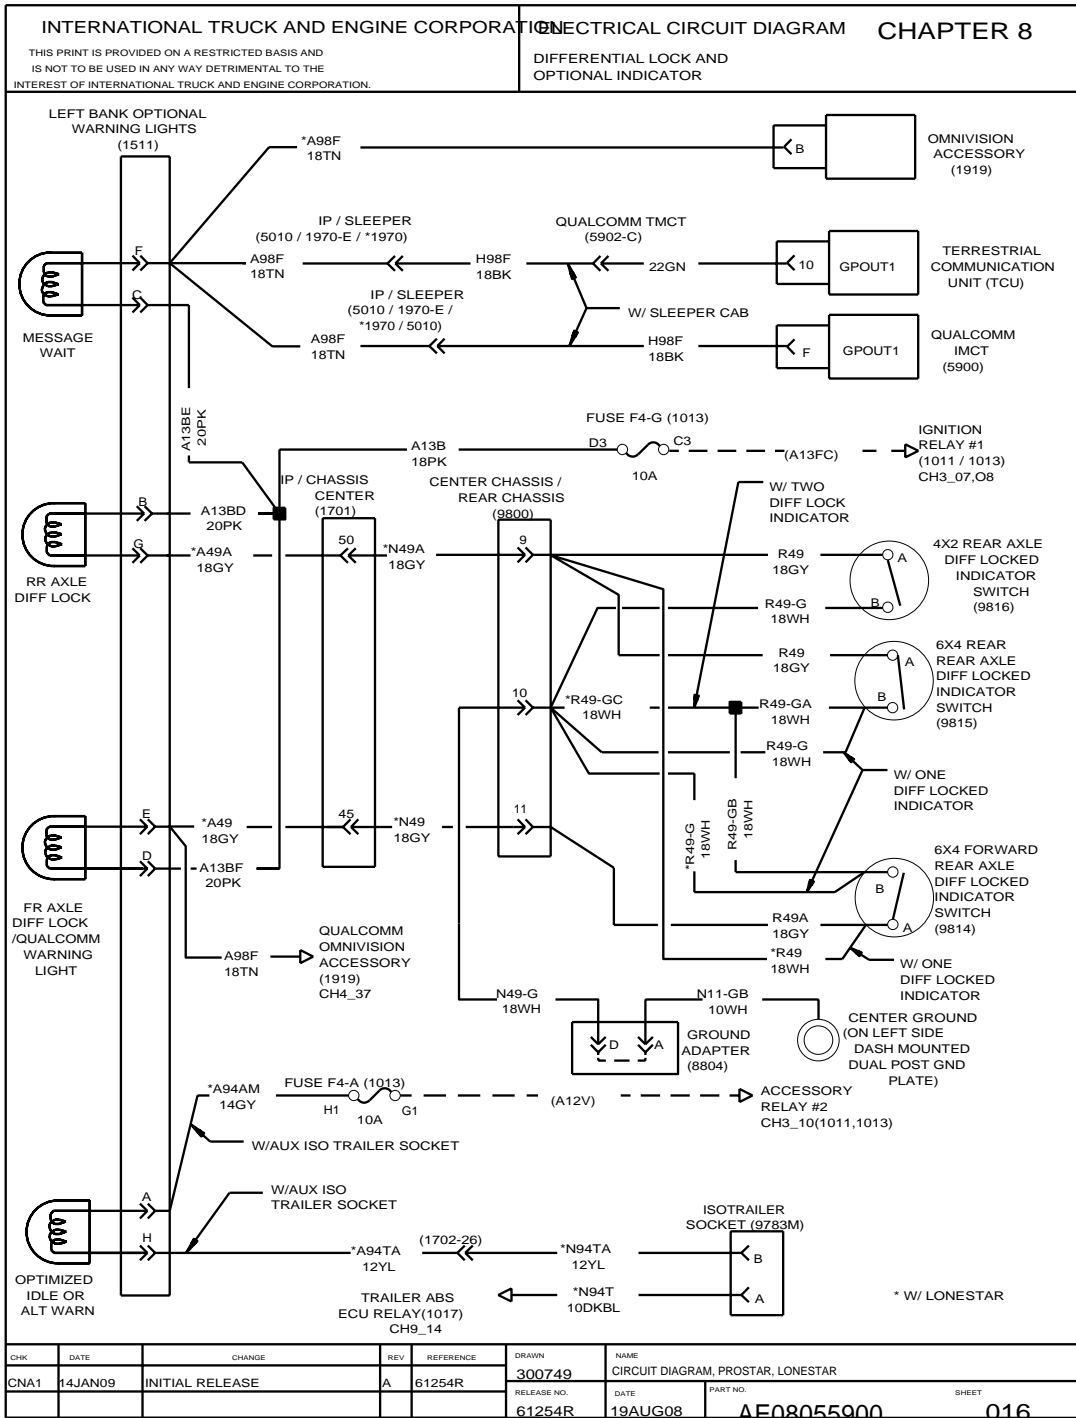 INTERNATIONAL TRUCK AND ENGINE CORPORATION
THIS PRINT IS PROVIDED ON A RESTRICTED BASIS AND
IS NOT TO BE USED IN ANY WAY DETRIMENTAL TO THE
INTEREST OF INTERNATIONAL TRUCK AND ENGINE CORPORATION.
ELECTRICAL CIRCUIT DIAGRAM
CHAPTER 8
DIFFERENTIAL LOCK AND
OPTIONAL INDICATOR
LEFT BANK OPTIONAL
WARNING LIGHTS
(1511)
*A98F
18TN
B
OMNIVISION
ACCESSORY
(1919)
IP / SLEEPER
(5010 / 1970-E / *1970)
QUALCOMM TMCT
(5902-C)
F
A98F
18TN
H98F
18BK
22GN
10
GPOUT1
TERRESTRIAL
COMMUNICATION
UNIT (TCU)
C
IP / SLEEPER
(5010 / 1970-E /
*1970 / 5010)
W/ SLEEPER CAB
MESSAGE
WAIT
A98F
18TN
H98F
18BK
F
GPOUT1
QUALCOMM
IMCT
(5900)
A13BE
20PK
FUSE F4-G (1013)
A13B
18PK
D3
C3
10A
(A13FC)
IGNITION
RELAY #1
(1011 / 1013)
CH3_07,O8
IP / CHASSIS
CENTER
(1701)
CENTER CHASSIS /
REAR CHASSIS
(9800)
W/ TWO
DIFF LOCK
INDICATOR
B
A13BD
20PK
G
*A49A
18GY
50
*N49A
18GY
9
R49
18GY
A
B
4X2 REAR AXLE
DIFF LOCKED
INDICATOR
SWITCH
(9816)
RR AXLE
DIFF LOCK
R49-G
18WH
R49
18GY
A
B
6X4 REAR
REAR AXLE
DIFF LOCKED
INDICATOR
SWITCH
(9815)
10
*R49-GC
18WH
R49-GA
18WH
R49-G
18WH
W/ ONE
DIFF LOCKED
INDICATOR
E
*A49
18GY
45
*N49
18GY
11
*R49-G
18WH
R49-GB
18WH
D
A13BF
20PK
B
A
6X4 FORWARD
REAR AXLE
DIFF LOCKED
INDICATOR
SWITCH
(9814)
FR AXLE
DIFF LOCK
/QUALCOMM
WARNING
LIGHT
R49A
18GY
*R49
18WH
W/ ONE
DIFF LOCKED
INDICATOR
A98F
18TN
QUALCOMM
OMNIVISION
ACCESSORY
(1919)
CH4_37
N49-G
18WH
N11-GB
10WH
D
A
GROUND
ADAPTER
(8804)
CENTER GROUND
(ON LEFT SIDE
DASH MOUNTED
DUAL POST GND
PLATE)
*A94AM
14GY
FUSE F4-A (1013)
H1
10A
G1
(A12V)
ACCESSORY
RELAY #2
CH3_10(1011,1013)
W/AUX ISO TRAILER SOCKET
A
W/AUX ISO
TRAILER SOCKET
ISOTRAILER
SOCKET (9783M)
H
*A94TA
12YL
(1702-26)
*N94TA
12YL
B
OPTIMIZED
IDLE OR
ALT WARN
TRAILER ABS
ECU RELAY(1017)
CH9_14
*N94T
10DKBL
A
* W/ LONESTAR
CHK DATE CHANGE REV REFERENCE
CNA1 14JAN09 INITIAL RELEASE A 61254R
DRAWN
300749
NAME
CIRCUIT DIAGRAM, PROSTAR, LONESTAR
RELEASE NO.
61254R
DATE
19AUG08
PART NO.
AE08055900
SHEET
016